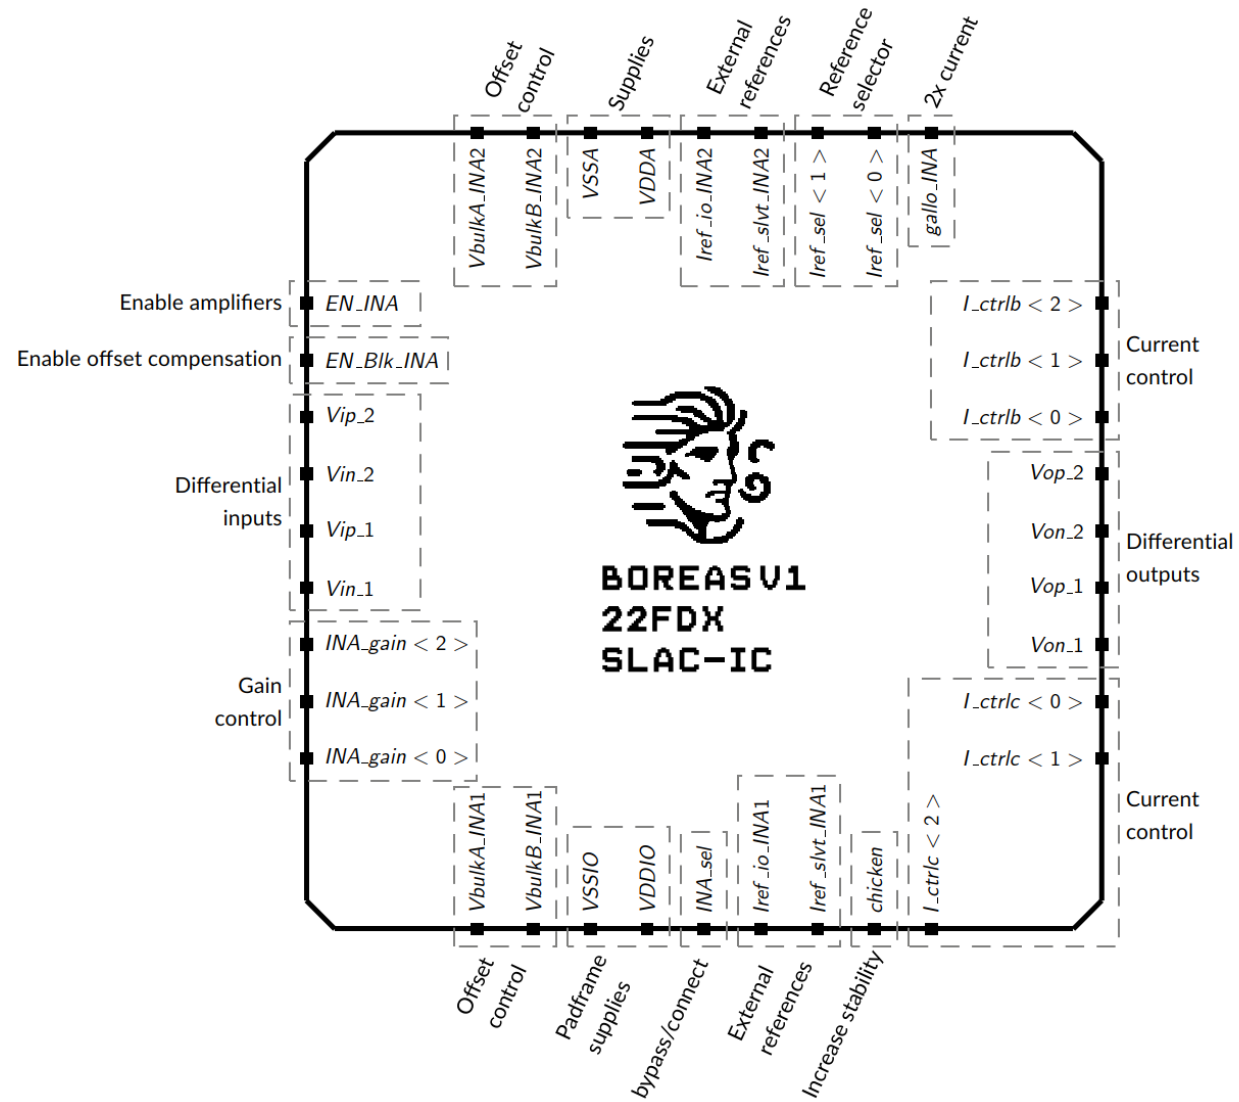 Offset
control
Supplies
External
references
Reference
selector
2x current
VbulkA_INA2
VbulkB_INA2
VSSA
VDDA
Iref_io_INA2
Iref_slvt_INA2
Iref_sel < 1 >
Iref_sel < 0 >
gallo_INA
Enable amplifiers
EN_INA
Enable offset compensation
EN_Blk_INA
Differential
inputs
Vip_2
Vin_2
Vip_1
Vin_1
Gain
control
INA_gain < 2 >
INA_gain < 1 >
INA_gain < 0 >
BOREASV1
22FDX
SLAC-IC
I_ctrlb < 2 >
I_ctrlb < 1 >
I_ctrlb < 0 >
Current
control
Vop_2
Von_2
Vop_1
Von_1
Differential
outputs
I_ctrlc < 0 >
I_ctrlc < 1 >
I_ctrlc < 2 >
Current
control
VbulkA_INA1
VbulkB_INA1
VSSIO
VDDIO
INA_sel
Iref_io_INA1
Iref_slvt_INA1
chicken
Offset
control
Padframe
supplies
bypass/connect
External
references
Increase stability